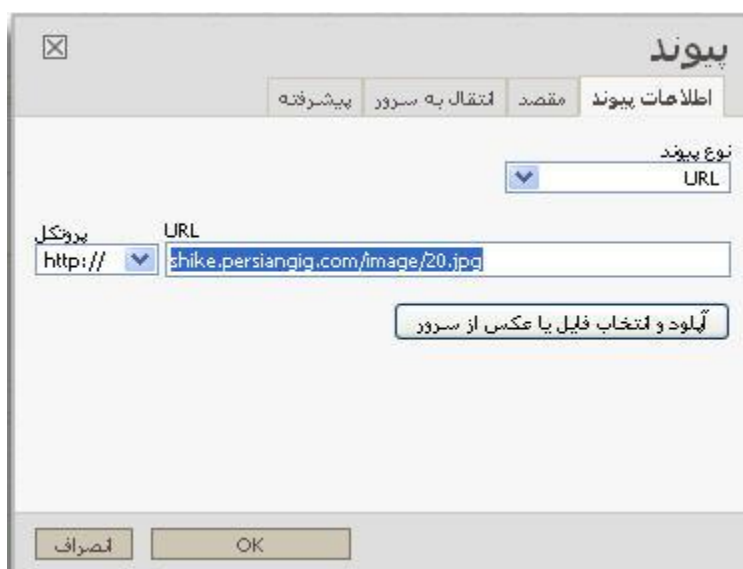 پیوند
اطلاعات پیوند مقصد انتقال به سرور پیشرفته
نوع پیوند
URL
URL پروتکل
shike.persiangig.com/image/20.jpg http://
آپلود و انتخاب فایل یا عکس از سرور
OK انصراف